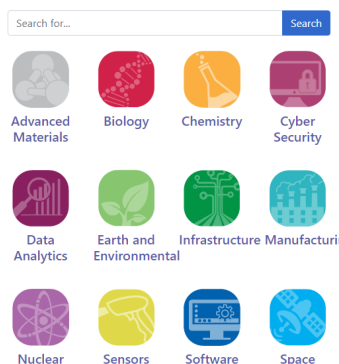 Search for...
Search
Advanced
Materials
Biology
Chemistry
Cyber
Security
Data
Analytics
Earth and
Environmental
Infrastructure
Manufacturi
Nuclear
Sensors
Software
Space